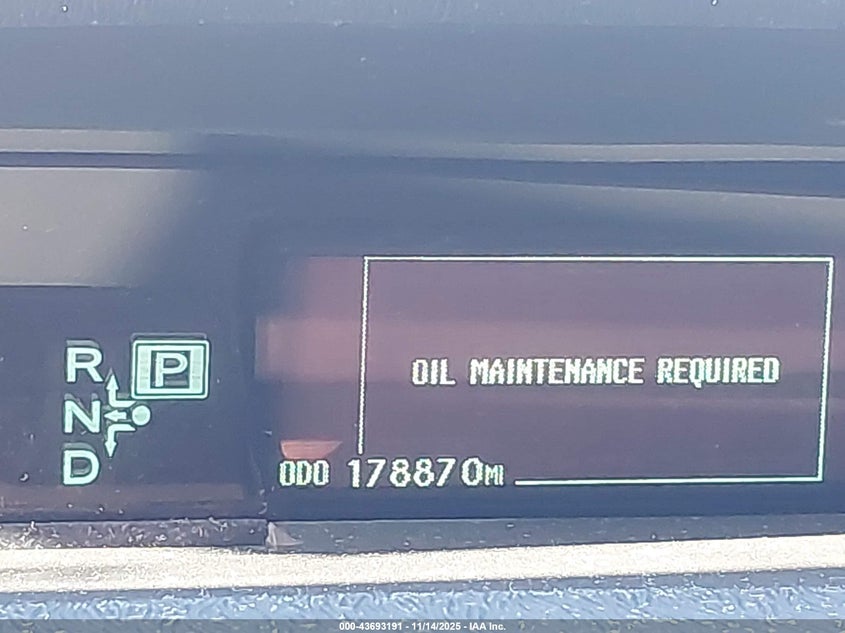 OIL MAINTENANCE REQUIRED
R P
N
D
ODO 178870MI
000-43693191 - 11/14/2025 - IAA Inc.